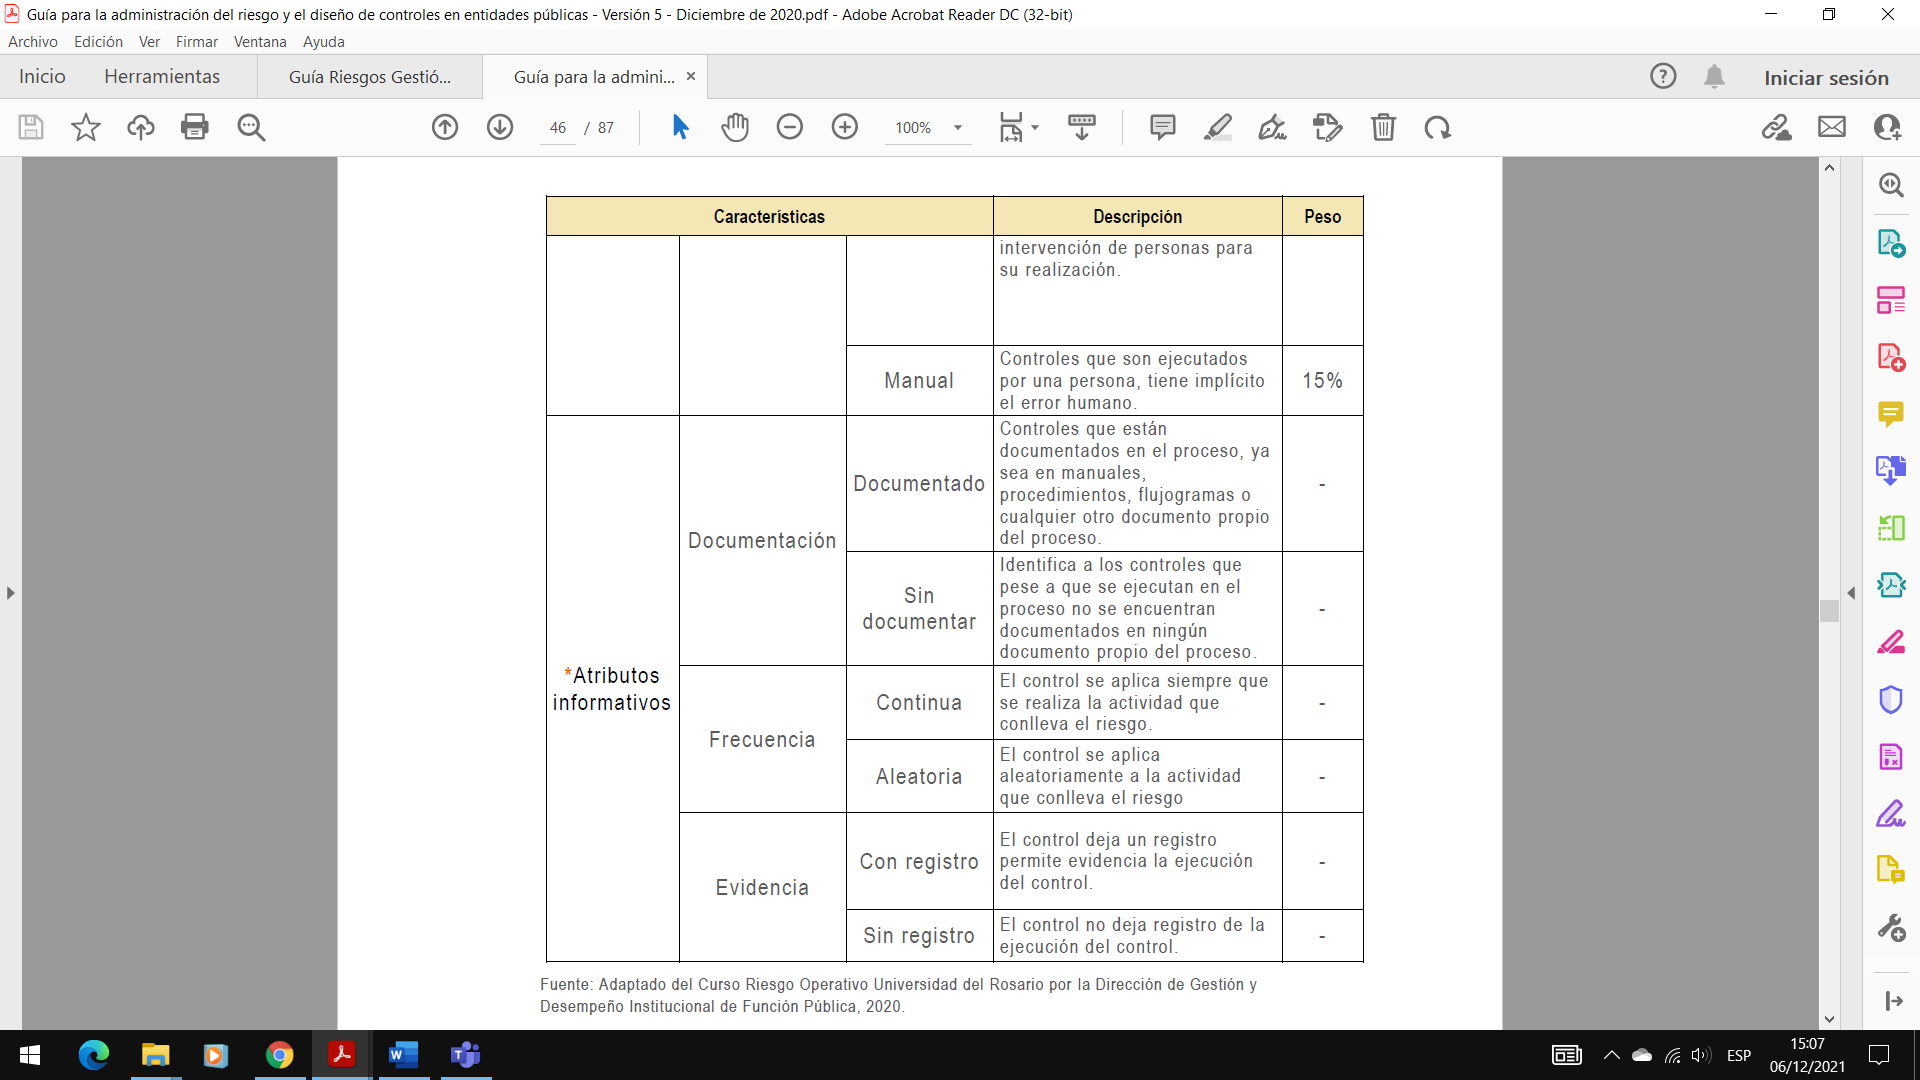 Guía para la administración del riesgo y el diseño de controles en entidades públicas - Versión 5 - Diciembre de 2020.pdf - Adobe Acrobat Reader DC (32-bit)
Archivo Edición Ver Firmar Ventana Ayuda
Inicio Herramientas Guía Riesgos Gestió... Guía para la admini... × Iniciar sesión
46 / 87 100%
Características Descripción Peso
intervención de personas para
su realización.
Manual
Controles que son ejecutados
por una persona, tiene implícito
el error humano.
15%
*Atributos
informativos
Documentación
Documentado
Controles que están
documentados en el proceso, ya
sea en manuales,
procedimientos, flujogramas o
cualquier otro documento propio
del proceso.
-
Sin
documentar
Identifica a los controles que
pese a que se ejecutan en el
proceso no se encuentran
documentados en ningún
documento propio del proceso.
-
Frecuencia
Continua
El control se aplica siempre que
se realiza la actividad que
conlleva el riesgo.
-
Aleatoria
El control se aplica
aleatoriamente a la actividad
que conlleva el riesgo
-
Evidencia
Con registro
El control deja un registro
permite evidencia la ejecución
del control.
-
Sin registro
El control no deja registro de la
ejecución del control.
-
Fuente: Adaptado del Curso Riesgo Operativo Universidad del Rosario por la Dirección de Gestión y
Desempeño Institucional de Función Pública, 2020.
ESP
15:07
06/12/2021